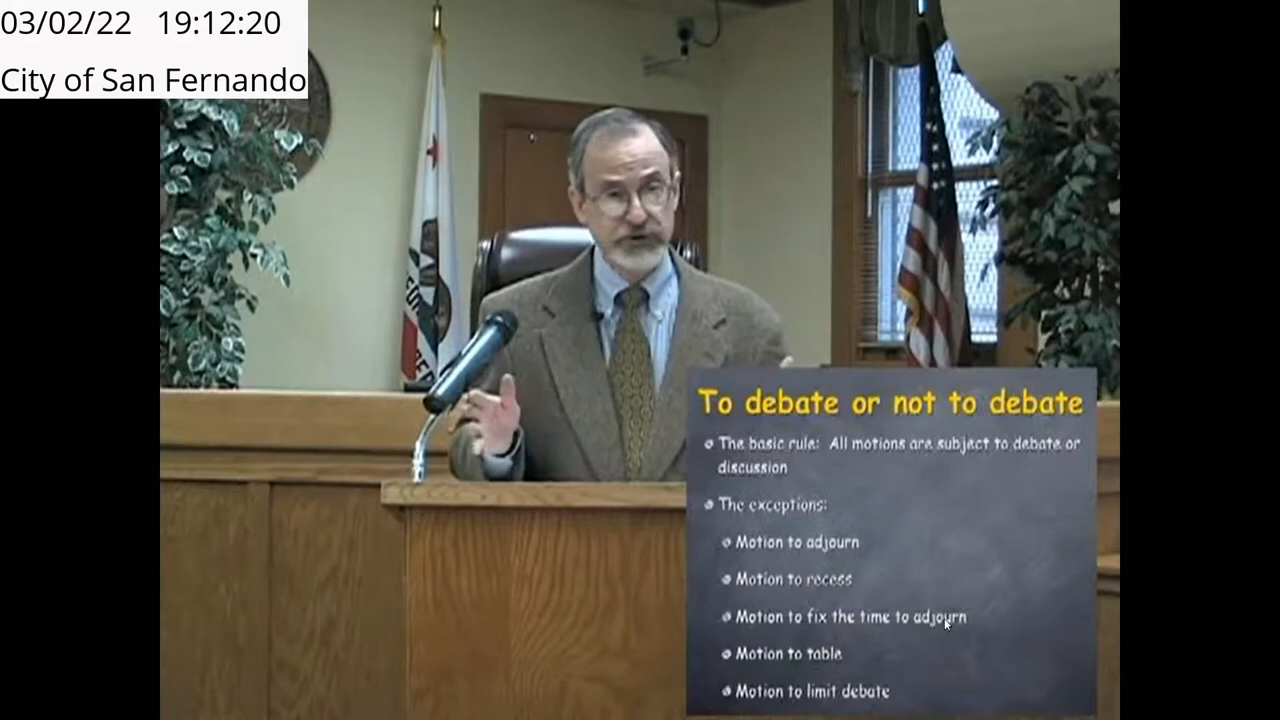 03/02/22 19:12:20
City of San Fernando
To debate or not to debate
The basic rule: All motions are subject to debate or
discussion
The exceptions:
Motion to adjourn
Motion to recess
Motion to fix the time to adjourn
Motion to table
Motion to limit debate